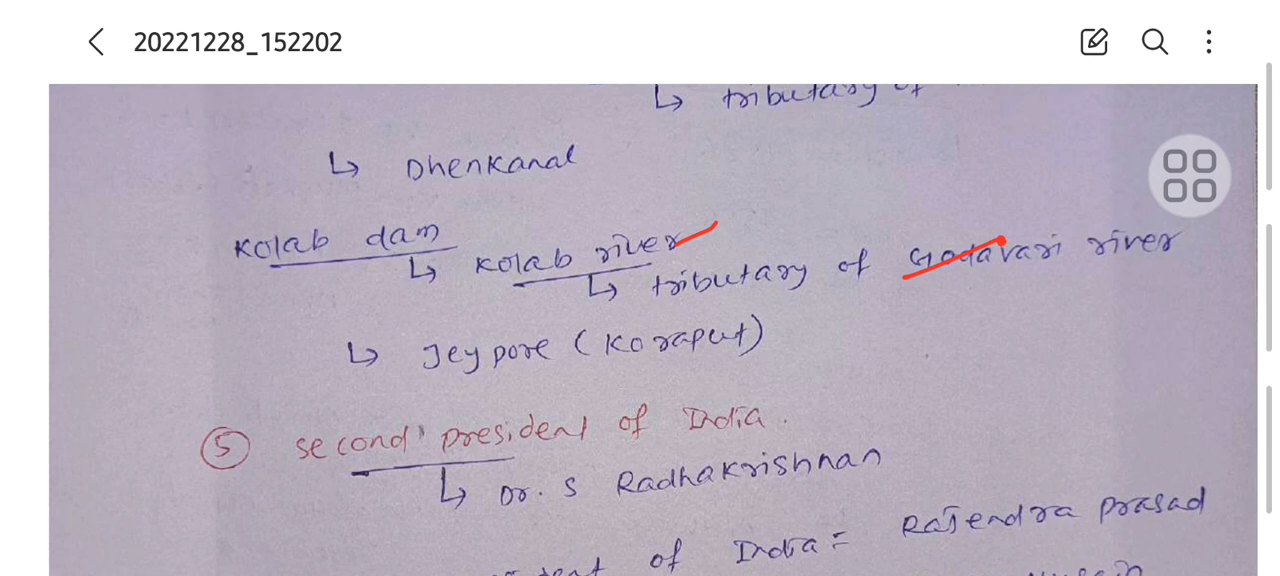 20221228_152202
↳ tributary of
↳ Dhenkanal
Kolab dam
↳ Kolab river
↳ tributary of Godavari river
↳ Jeypore (Koraput)
⑤ second president of India.
↳ Dr. S Radhakrishnan
of India = Rajendra prasad